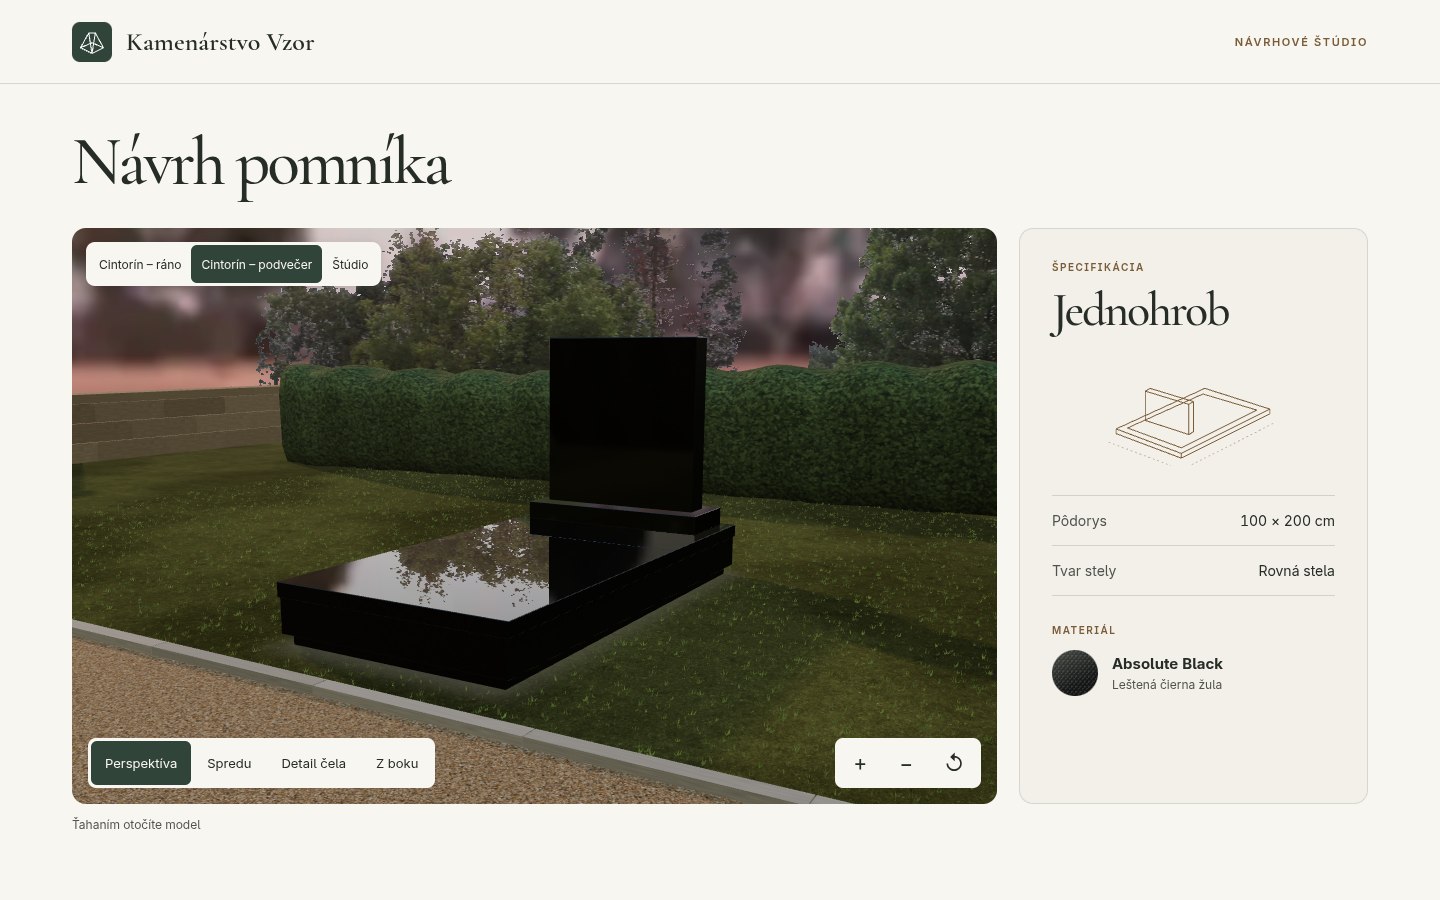 Kamenárstvo Vzor
NÁVRHOVÉ ŠTÚDIO
Návrh pomníka
Cintorín – ráno
Cintorín – podvečer
Štúdio
Perspektíva
Spredu
Detail čela
Z boku
+
−
Ťahaním otočíte model
ŠPECIFIKÁCIA
Jednohrob
Pôdorys
100 × 200 cm
Tvar stely
Rovná stela
MATERIÁL
Absolute Black
Leštená čierna žula